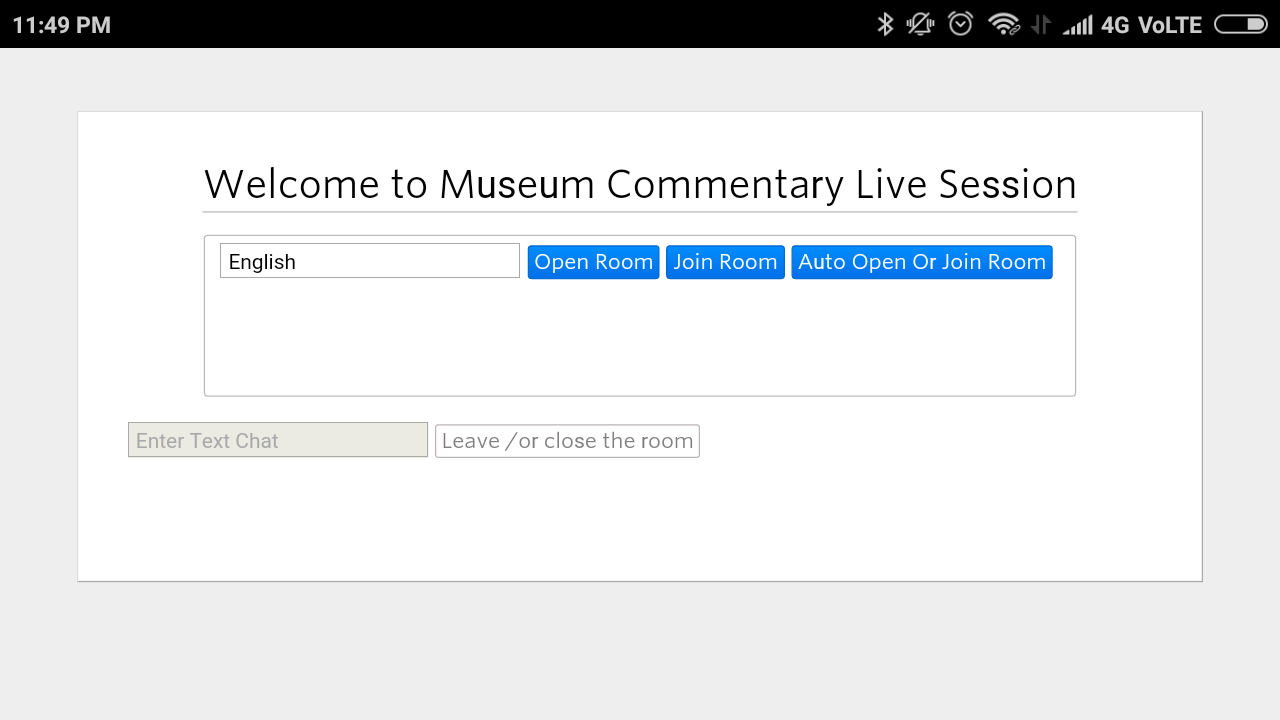 11:49 PM 4G VoLTE
Welcome to Museum Commentary Live Session
English Open Room Join Room Auto Open Or Join Room
Enter Text Chat Leave /or close the room